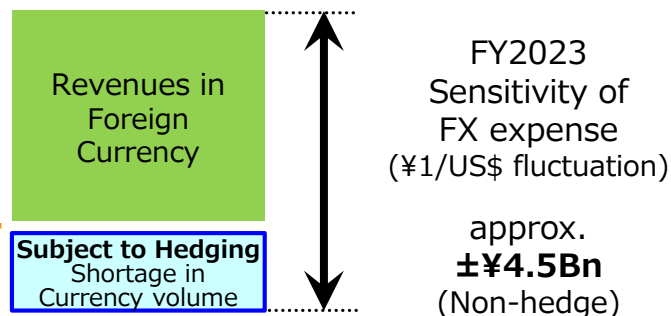 Revenues in
Foreign
Currency
Subject to Hedging
Shortage in
Currency volume
FY2023
Sensitivity of
FX expense
(¥1/US$ fluctuation)
approx.
±¥4.5Bn
(Non-hedge)